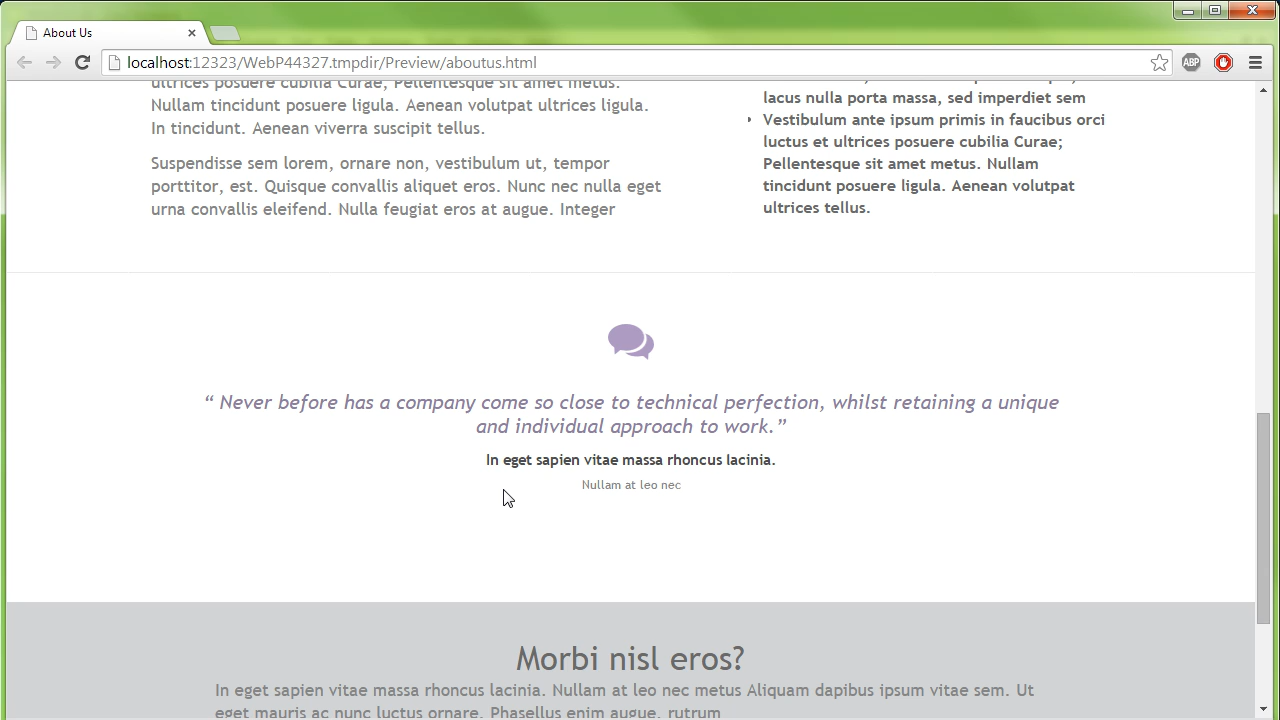 About Us
localhost:12323/WebP44327.tmpdir/Preview/aboutus.html
ABP
ultrices posuere cubilia Curae; Pellentesque sit amet metus.
Nullam tincidunt posuere ligula. Aenean volutpat ultrices ligula.
In tincidunt. Aenean viverra suscipit tellus.
Suspendisse sem lorem, ornare non, vestibulum ut, tempor
porttitor, est. Quisque convallis aliquet eros. Nunc nec nulla eget
urna convallis eleifend. Nulla feugiat eros at augue. Integer
lacus nulla porta massa, sed imperdiet sem
Vestibulum ante ipsum primis in faucibus orci
luctus et ultrices posuere cubilia Curae;
Pellentesque sit amet metus. Nullam
tincidunt posuere ligula. Aenean volutpat
ultrices tellus.
“ Never before has a company come so close to technical perfection, whilst retaining a unique
and individual approach to work.”
In eget sapien vitae massa rhoncus lacinia.
Nullam at leo nec
Morbi nisl eros?
In eget sapien vitae massa rhoncus lacinia. Nullam at leo nec metus Aliquam dapibus ipsum vitae sem. Ut
eget mauris ac nunc luctus ornare. Phasellus enim augue, rutrum